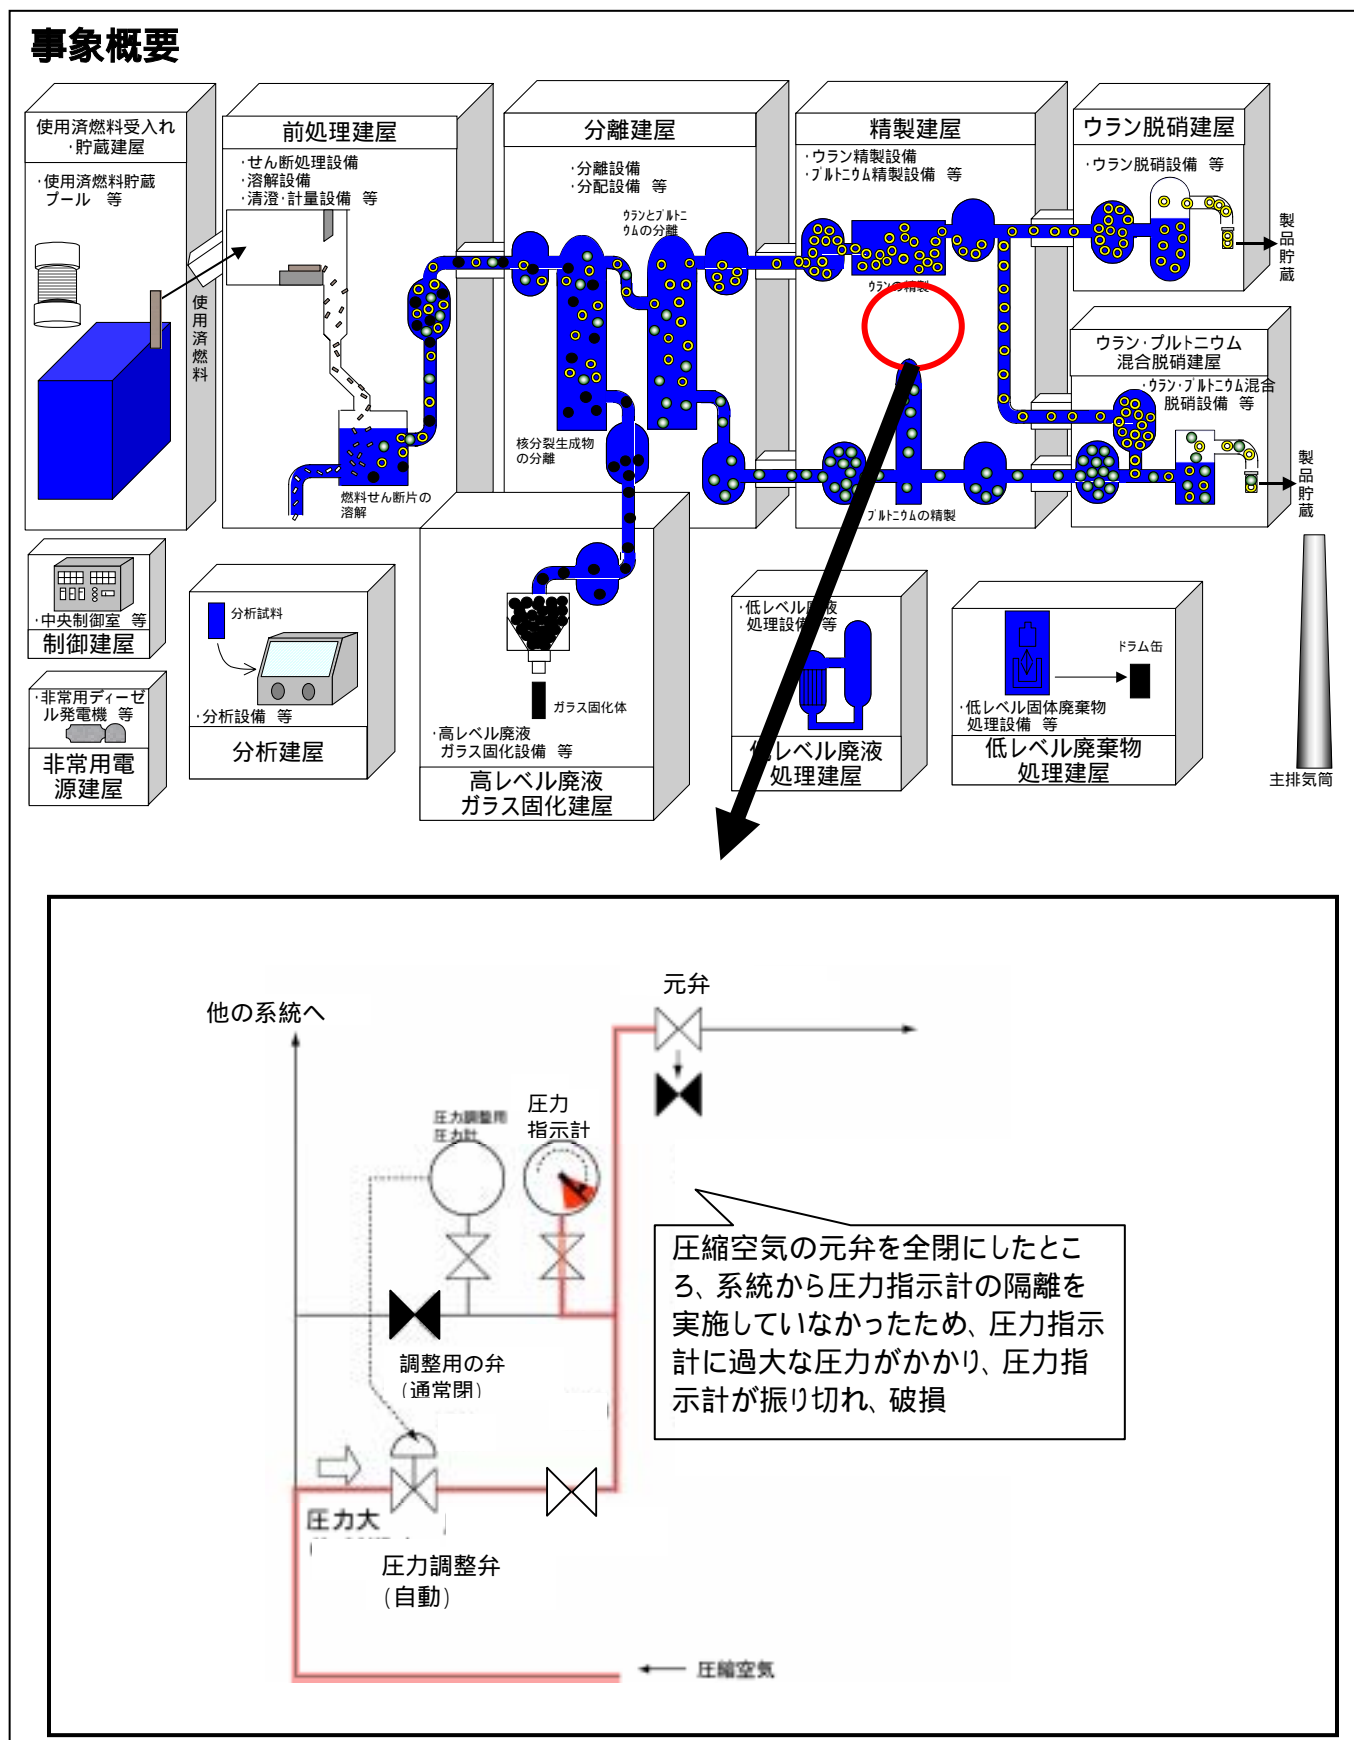 事象概要
使用済燃料受入れ
・貯蔵建屋
・使用済燃料貯蔵
プール　等
使用済燃料
前処理建屋
・せん断処理設備
・溶解設備
・清澄・計量設備　等
燃料せん断片の
溶解
分離建屋
・分離設備
・分配設備　等
ウランとプルトニ
ウムの分離
核分裂生成物
の分離
精製建屋
・ウラン精製設備
・プルトニウム精製設備　等
ウランの精製
プルトニウムの精製
ウラン脱硝建屋
・ウラン脱硝設備　等
製品貯蔵
ウラン・プルトニウム
混合脱硝建屋
・ウラン・プルトニウム混合
脱硝設備　等
製品貯蔵
・中央制御室　等
制御建屋
・非常用ディーゼ
ル発電機　等
非常用電
源建屋
分析試料
・分析設備　等
分析建屋
ガラス固化体
・高レベル廃液
ガラス固化設備　等
高レベル廃液
ガラス固化建屋
・低レベル廃液
処理設備　等
低レベル廃液
処理建屋
ドラム缶
・低レベル固体廃棄物
処理設備　等
低レベル廃棄物
処理建屋
主排気筒
元弁
他の系統へ
圧力調整用
圧力計
圧力
指示計
調整用の弁
(通常閉)
圧縮空気の元弁を全閉にしたとこ
ろ、系統から圧力指示計の隔離を
実施していなかったため、圧力指示
計に過大な圧力がかかり、圧力指
示計が振り切れ、破損
圧力大
圧力調整弁
(自動)
圧縮空気